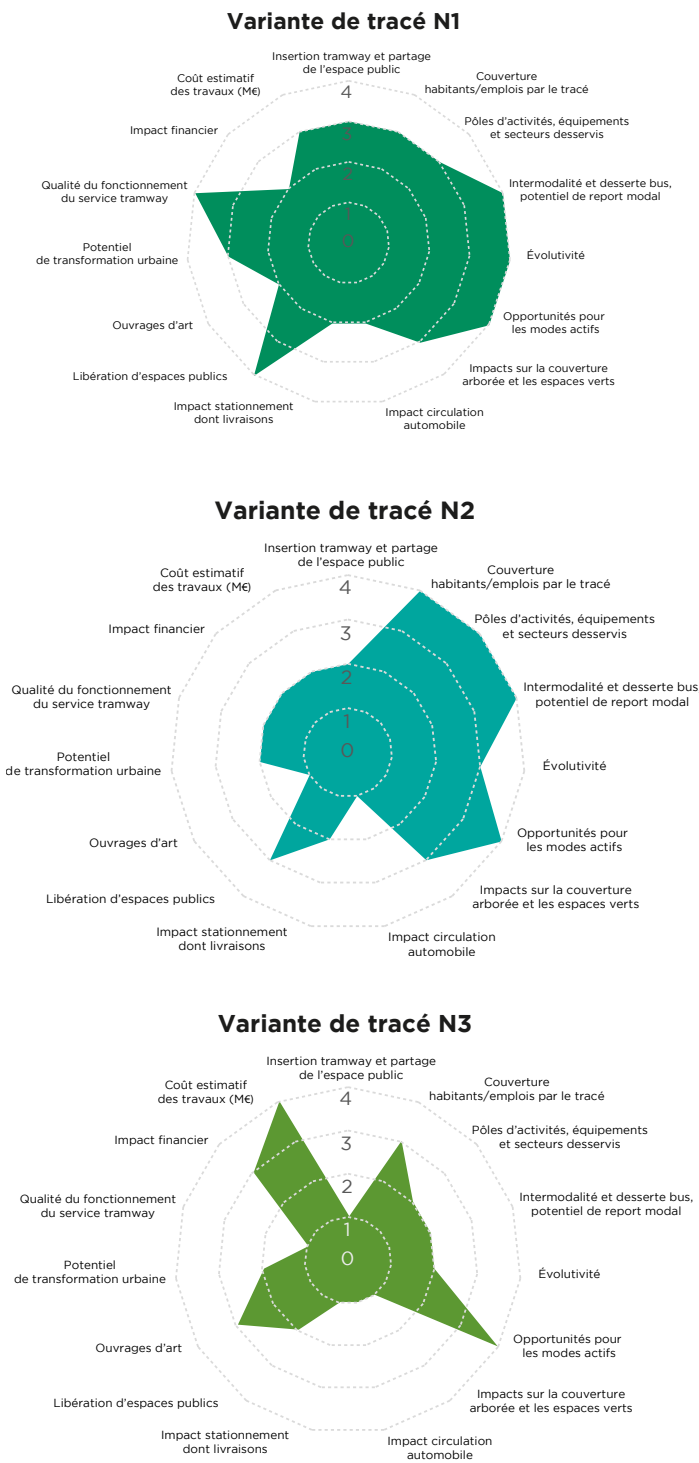 Variante de tracé N1
Insertion tramway et partage
de l’espace public
Couverture
habitants/emplois par le tracé
Pôles d’activités, équipements
et secteurs desservis
Intermodalité et desserte bus,
potentiel de report modal
Évolutivité
Opportunités pour
les modes actifs
Impacts sur la couverture
arborée et les espaces verts
Impact circulation
automobile
Impact stationnement
dont livraisons
Libération d’espaces publics
Ouvrages d’art
Potentiel
de transformation urbaine
Qualité du fonctionnement
du service tramway
Impact financier
Coût estimatif
des travaux (M€)
4
3
2
1
0
Variante de tracé N2
Insertion tramway et partage
de l’espace public
Couverture
habitants/emplois par le tracé
Pôles d’activités, équipements
et secteurs desservis
Intermodalité et desserte bus
potentiel de report modal
Évolutivité
Opportunités pour
les modes actifs
Impacts sur la couverture
arborée et les espaces verts
Impact circulation
automobile
Impact stationnement
dont livraisons
Libération d’espaces publics
Ouvrages d’art
Potentiel
de transformation urbaine
Qualité du fonctionnement
du service tramway
Impact financier
Coût estimatif
des travaux (M€)
4
3
2
1
0
Variante de tracé N3
Insertion tramway et partage
de l’espace public
Couverture
habitants/emplois par le tracé
Pôles d’activités, équipements
et secteurs desservis
Intermodalité et desserte bus,
potentiel de report modal
Évolutivité
Opportunités pour
les modes actifs
Impacts sur la couverture
arborée et les espaces verts
Impact circulation
automobile
Impact stationnement
dont livraisons
Libération d’espaces publics
Ouvrages d’art
Potentiel
de transformation urbaine
Qualité du fonctionnement
du service tramway
Impact financier
Coût estimatif
des travaux (M€)
4
3
2
1
0